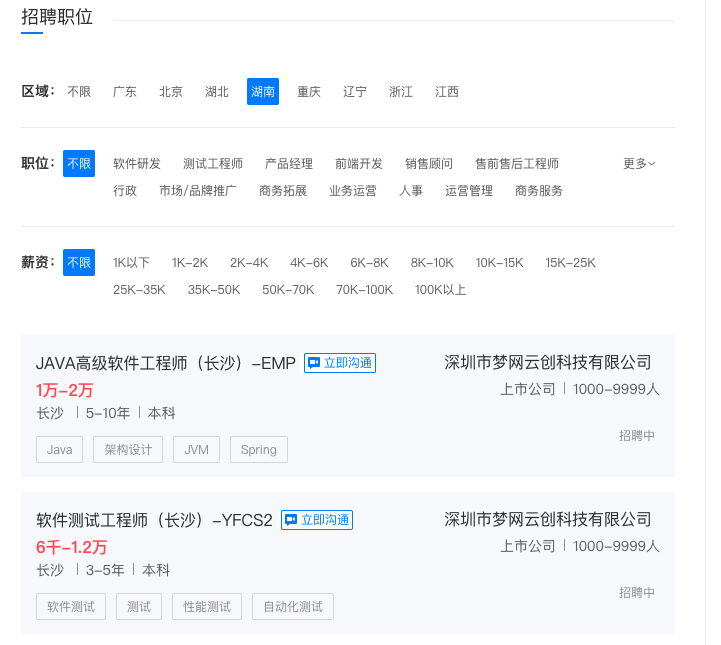 招聘职位
区域： 不限 广东 北京 湖北 湖南 重庆 辽宁 浙江 江西
职位： 不限 软件研发 测试工程师 产品经理 前端开发 销售顾问 售前售后工程师 更多
行政 市场/品牌推广 商务拓展 业务运营 人事 运营管理 商务服务
薪资： 不限 1K以下 1K-2K 2K-4K 4K-6K 6K-8K 8K-10K 10K-15K 15K-25K
25K-35K 35K-50K 50K-70K 70K-100K 100K以上
JAVA高级软件工程师（长沙）-EMP 立即沟通 深圳市梦网云创科技有限公司
1万-2万 上市公司 | 1000-9999人
长沙 | 5-10年 | 本科
招聘中
Java 架构设计 JVM Spring
软件测试工程师（长沙）-YFCS2 立即沟通 深圳市梦网云创科技有限公司
6千-1.2万 上市公司 | 1000-9999人
长沙 | 3-5年 | 本科
招聘中
软件测试 测试 性能测试 自动化测试